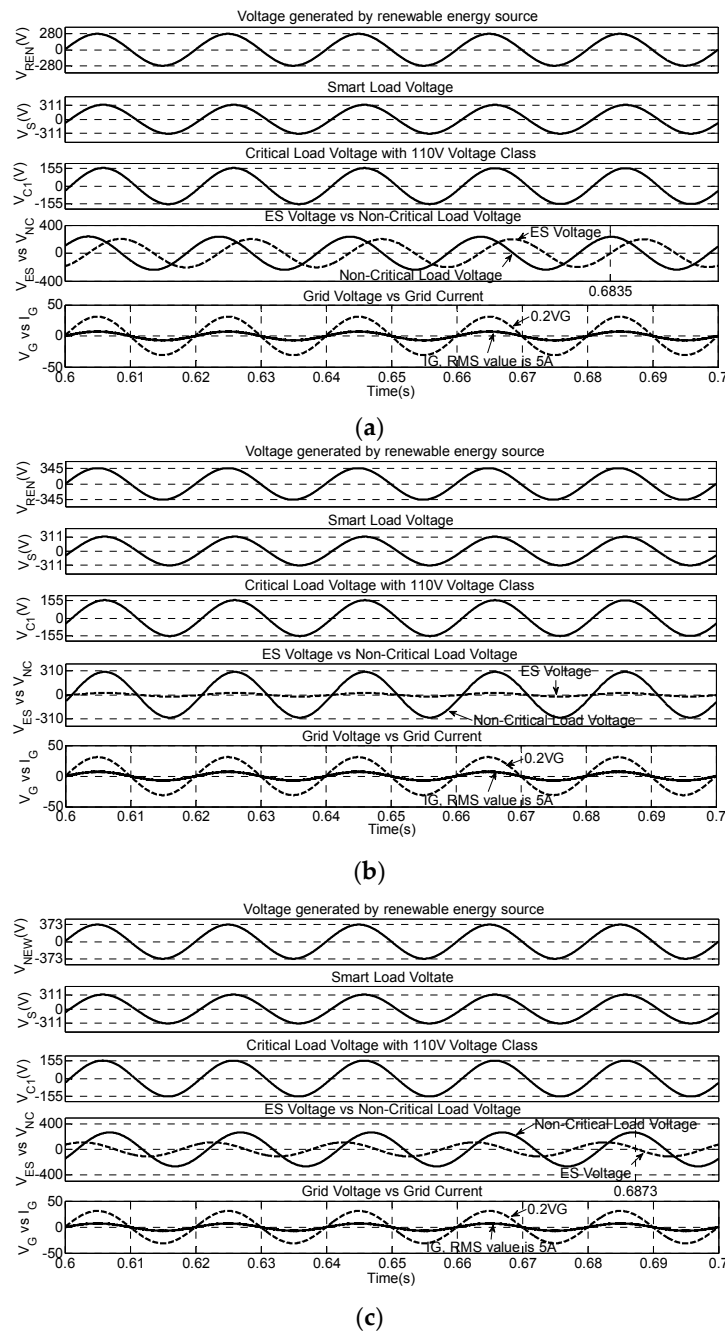 Voltage generated by renewable energy source
280
-280
V_REN(V)
Smart Load Voltage
311
0
-311
V_S(V)
Critical Load Voltage with 110V Voltage Class
155
0
-155
V_C1(V)
ES Voltage vs Non-Critical Load Voltage
400
0
-400
V_ES vs V_NC
ES Voltage
Non-Critical Load Voltage
0.6835
Grid Voltage vs Grid Current
50
0
-50
V_G vs I_G
0.2VG
IG, RMS value is 5A
0.6 0.61 0.62 0.63 0.64 0.65 0.66 0.67 0.68 0.69 0.7
Time(s)
(a)
Voltage generated by renewable energy source
345
0
-345
V_REN(V)
Smart Load Voltage
311
0
-311
V_S(V)
Critical Load Voltage with 110V Voltage Class
155
0
-155
V_C1(V)
ES Voltage vs Non-Critical Load Voltage
310
0
-310
V_ES vs V_NC
ES Voltage
Non-Critical Load Voltage
Grid Voltage vs Grid Current
50
0
-50
V_G vs I_G
0.2VG
IG, RMS value is 5A
0.6 0.61 0.62 0.63 0.64 0.65 0.66 0.67 0.68 0.69 0.7
Time(s)
(b)
Voltage generated by renewable energy source
373
0
-373
V_NEW(V)
Smart Load Voltate
311
0
-311
V_S(V)
Critical Load Voltage with 110V Voltage Class
155
0
-155
V_C1(V)
ES Voltage vs Non-Critical Load Voltage
400
0
-400
V_ES vs V_NC
Non-Critical Load Voltage
ES Voltage
0.6873
Grid Voltage vs Grid Current
50
0
-50
V_G vs I_G
0.2VG
IG, RMS value is 5A
0.6 0.61 0.62 0.63 0.64 0.65 0.66 0.67 0.68 0.69 0.7
Time(s)
(c)